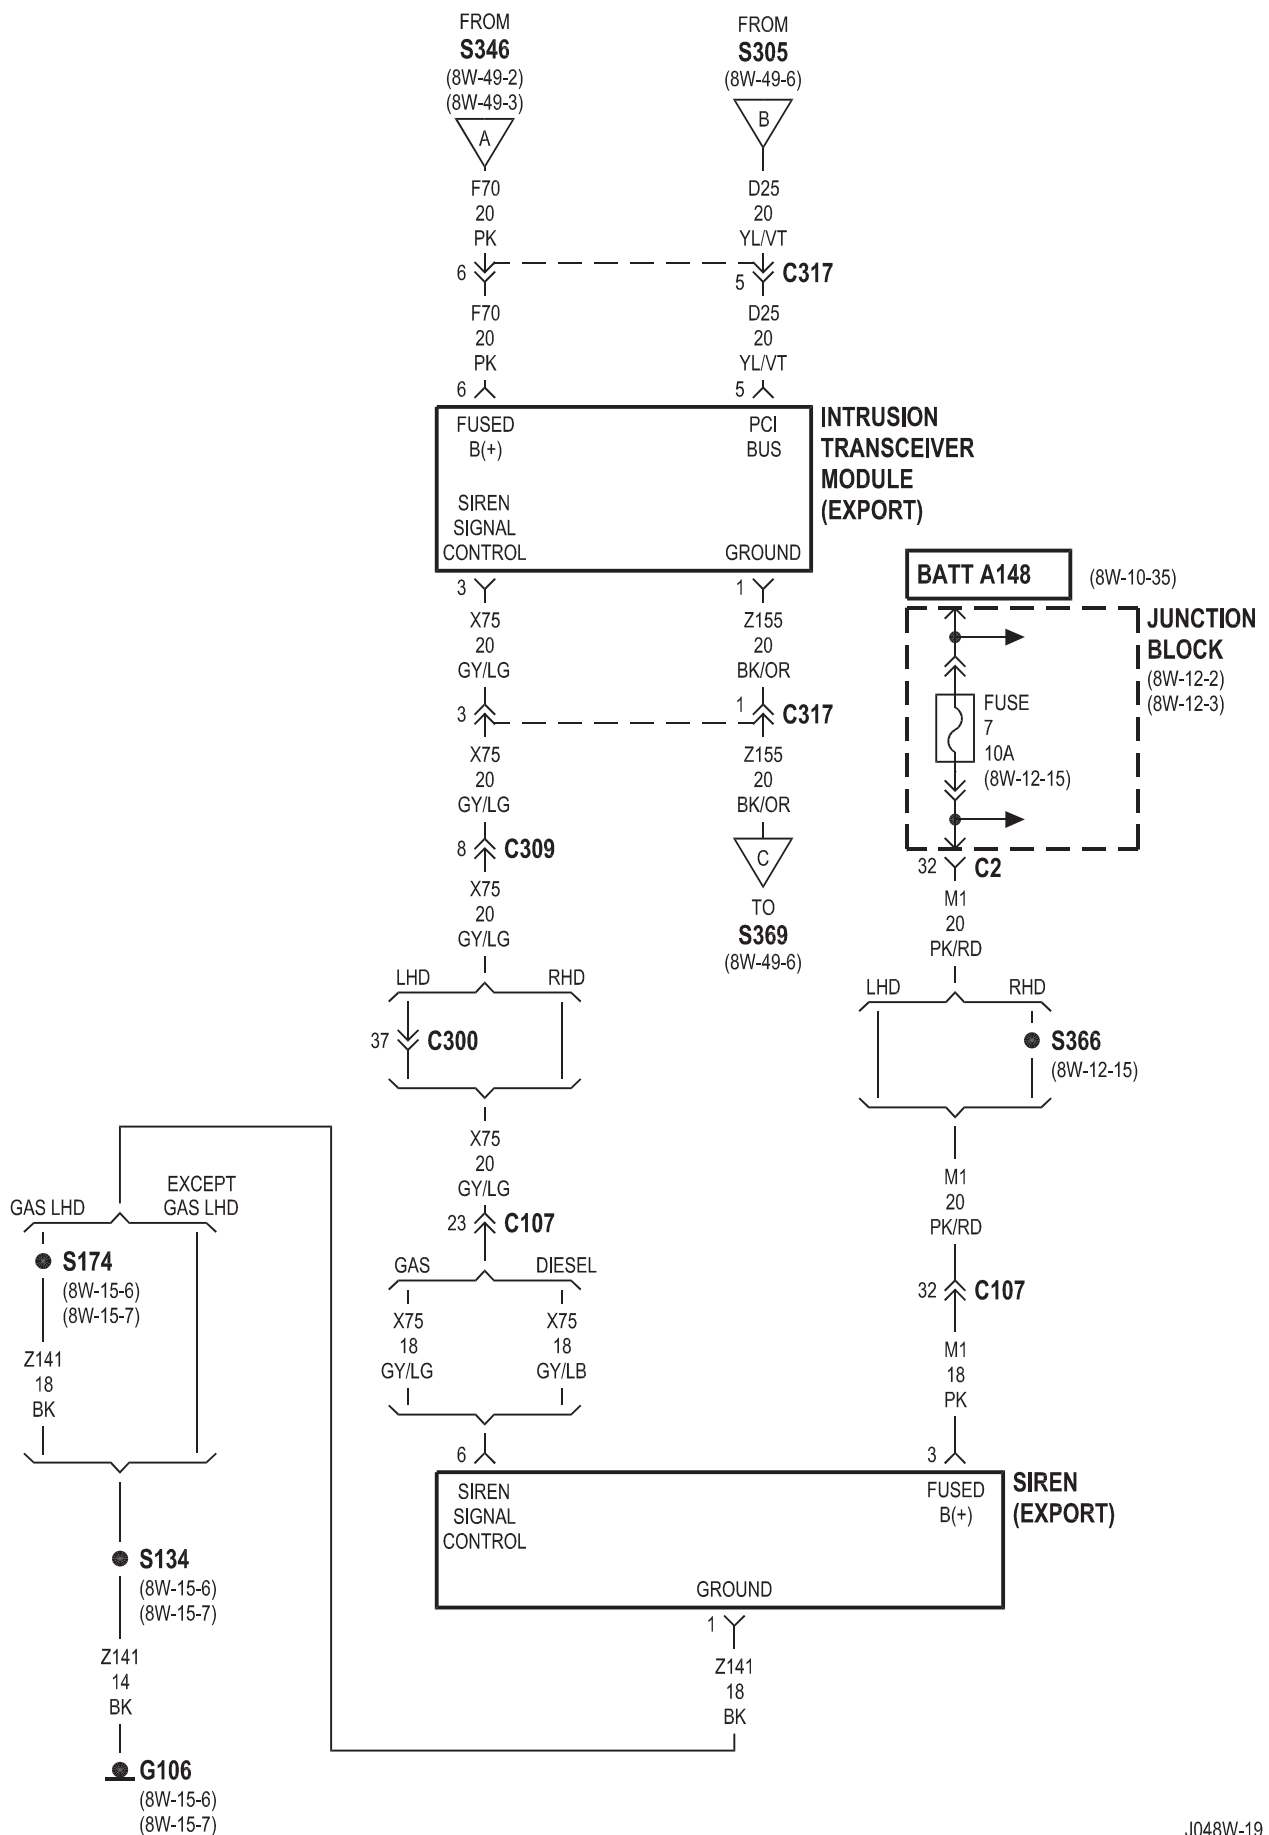 FROM
S346
(8W-49-2)
(8W-49-3)
A
F70
20
PK
6
F70
20
PK
6
FROM
S305
(8W-49-6)
B
D25
20
YL/VT
5
C317
D25
20
YL/VT
5
FUSED
B(+)
PCI
BUS
SIREN
SIGNAL
CONTROL
GROUND
INTRUSION
TRANSCEIVER
MODULE
(EXPORT)
3
X75
20
GY/LG
3
X75
20
GY/LG
8
C309
X75
20
GY/LG
1
Z155
20
BK/OR
1
C317
Z155
20
BK/OR
C
TO
S369
(8W-49-6)
BATT A148
(8W-10-35)
JUNCTION
BLOCK
(8W-12-2)
(8W-12-3)
FUSE
7
10A
(8W-12-15)
32
C2
M1
20
PK/RD
LHD
RHD
37
C300
X75
20
GY/LG
23
C107
GAS
DIESEL
X75
18
GY/LG
X75
18
GY/LB
6
LHD
RHD
S366
(8W-12-15)
M1
20
PK/RD
32
C107
M1
18
PK
3
GAS LHD
EXCEPT
GAS LHD
S174
(8W-15-6)
(8W-15-7)
Z141
18
BK
S134
(8W-15-6)
(8W-15-7)
Z141
14
BK
G106
(8W-15-6)
(8W-15-7)
SIREN
SIGNAL
CONTROL
FUSED
B(+)
GROUND
SIREN
(EXPORT)
1
Z141
18
BK
J048W-19